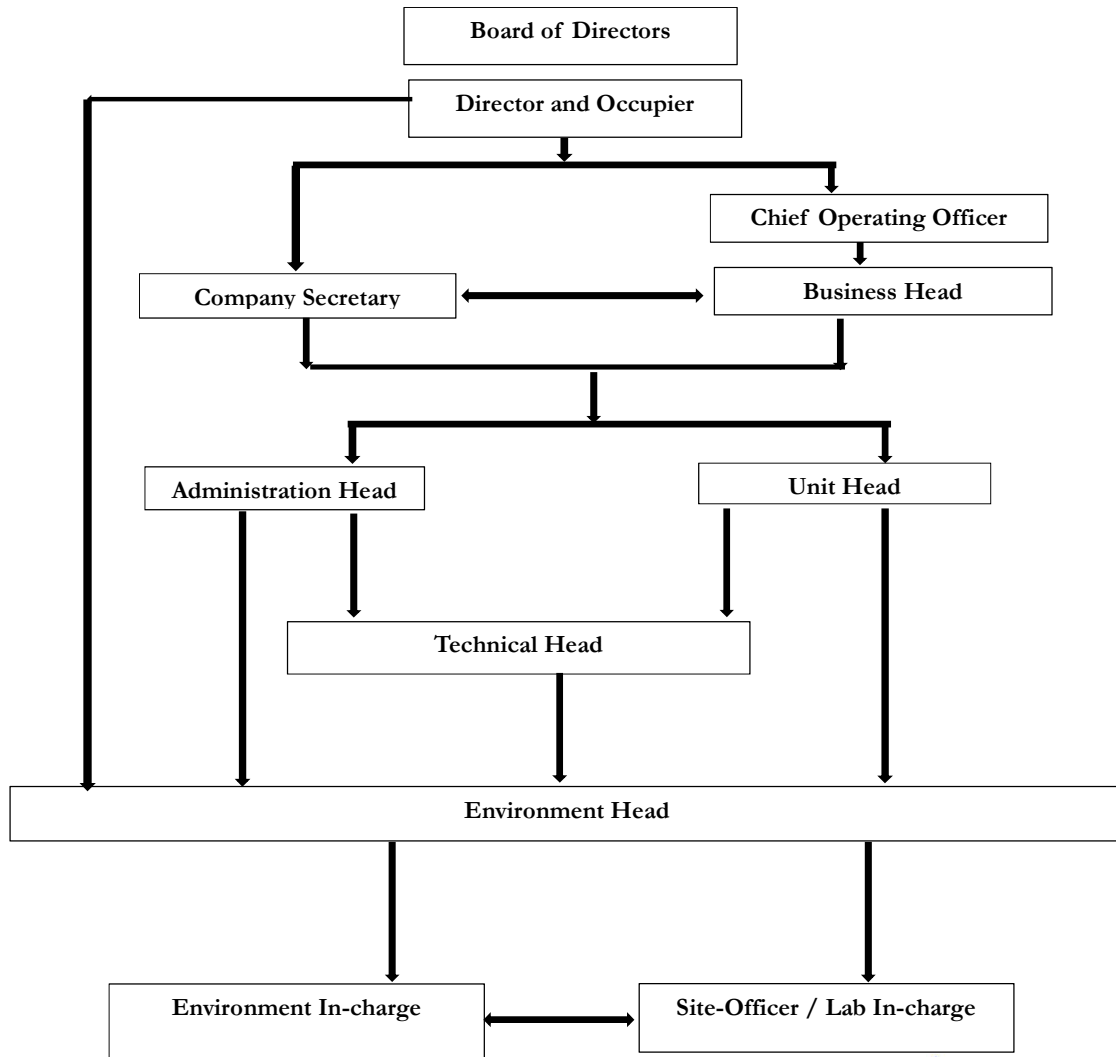 Board of Directors
Director and Occupier
Chief Operating Officer
Company Secretary
Business Head
Administration Head
Unit Head
Technical Head
Environment Head
Environment In-charge
Site-Officer / Lab In-charge